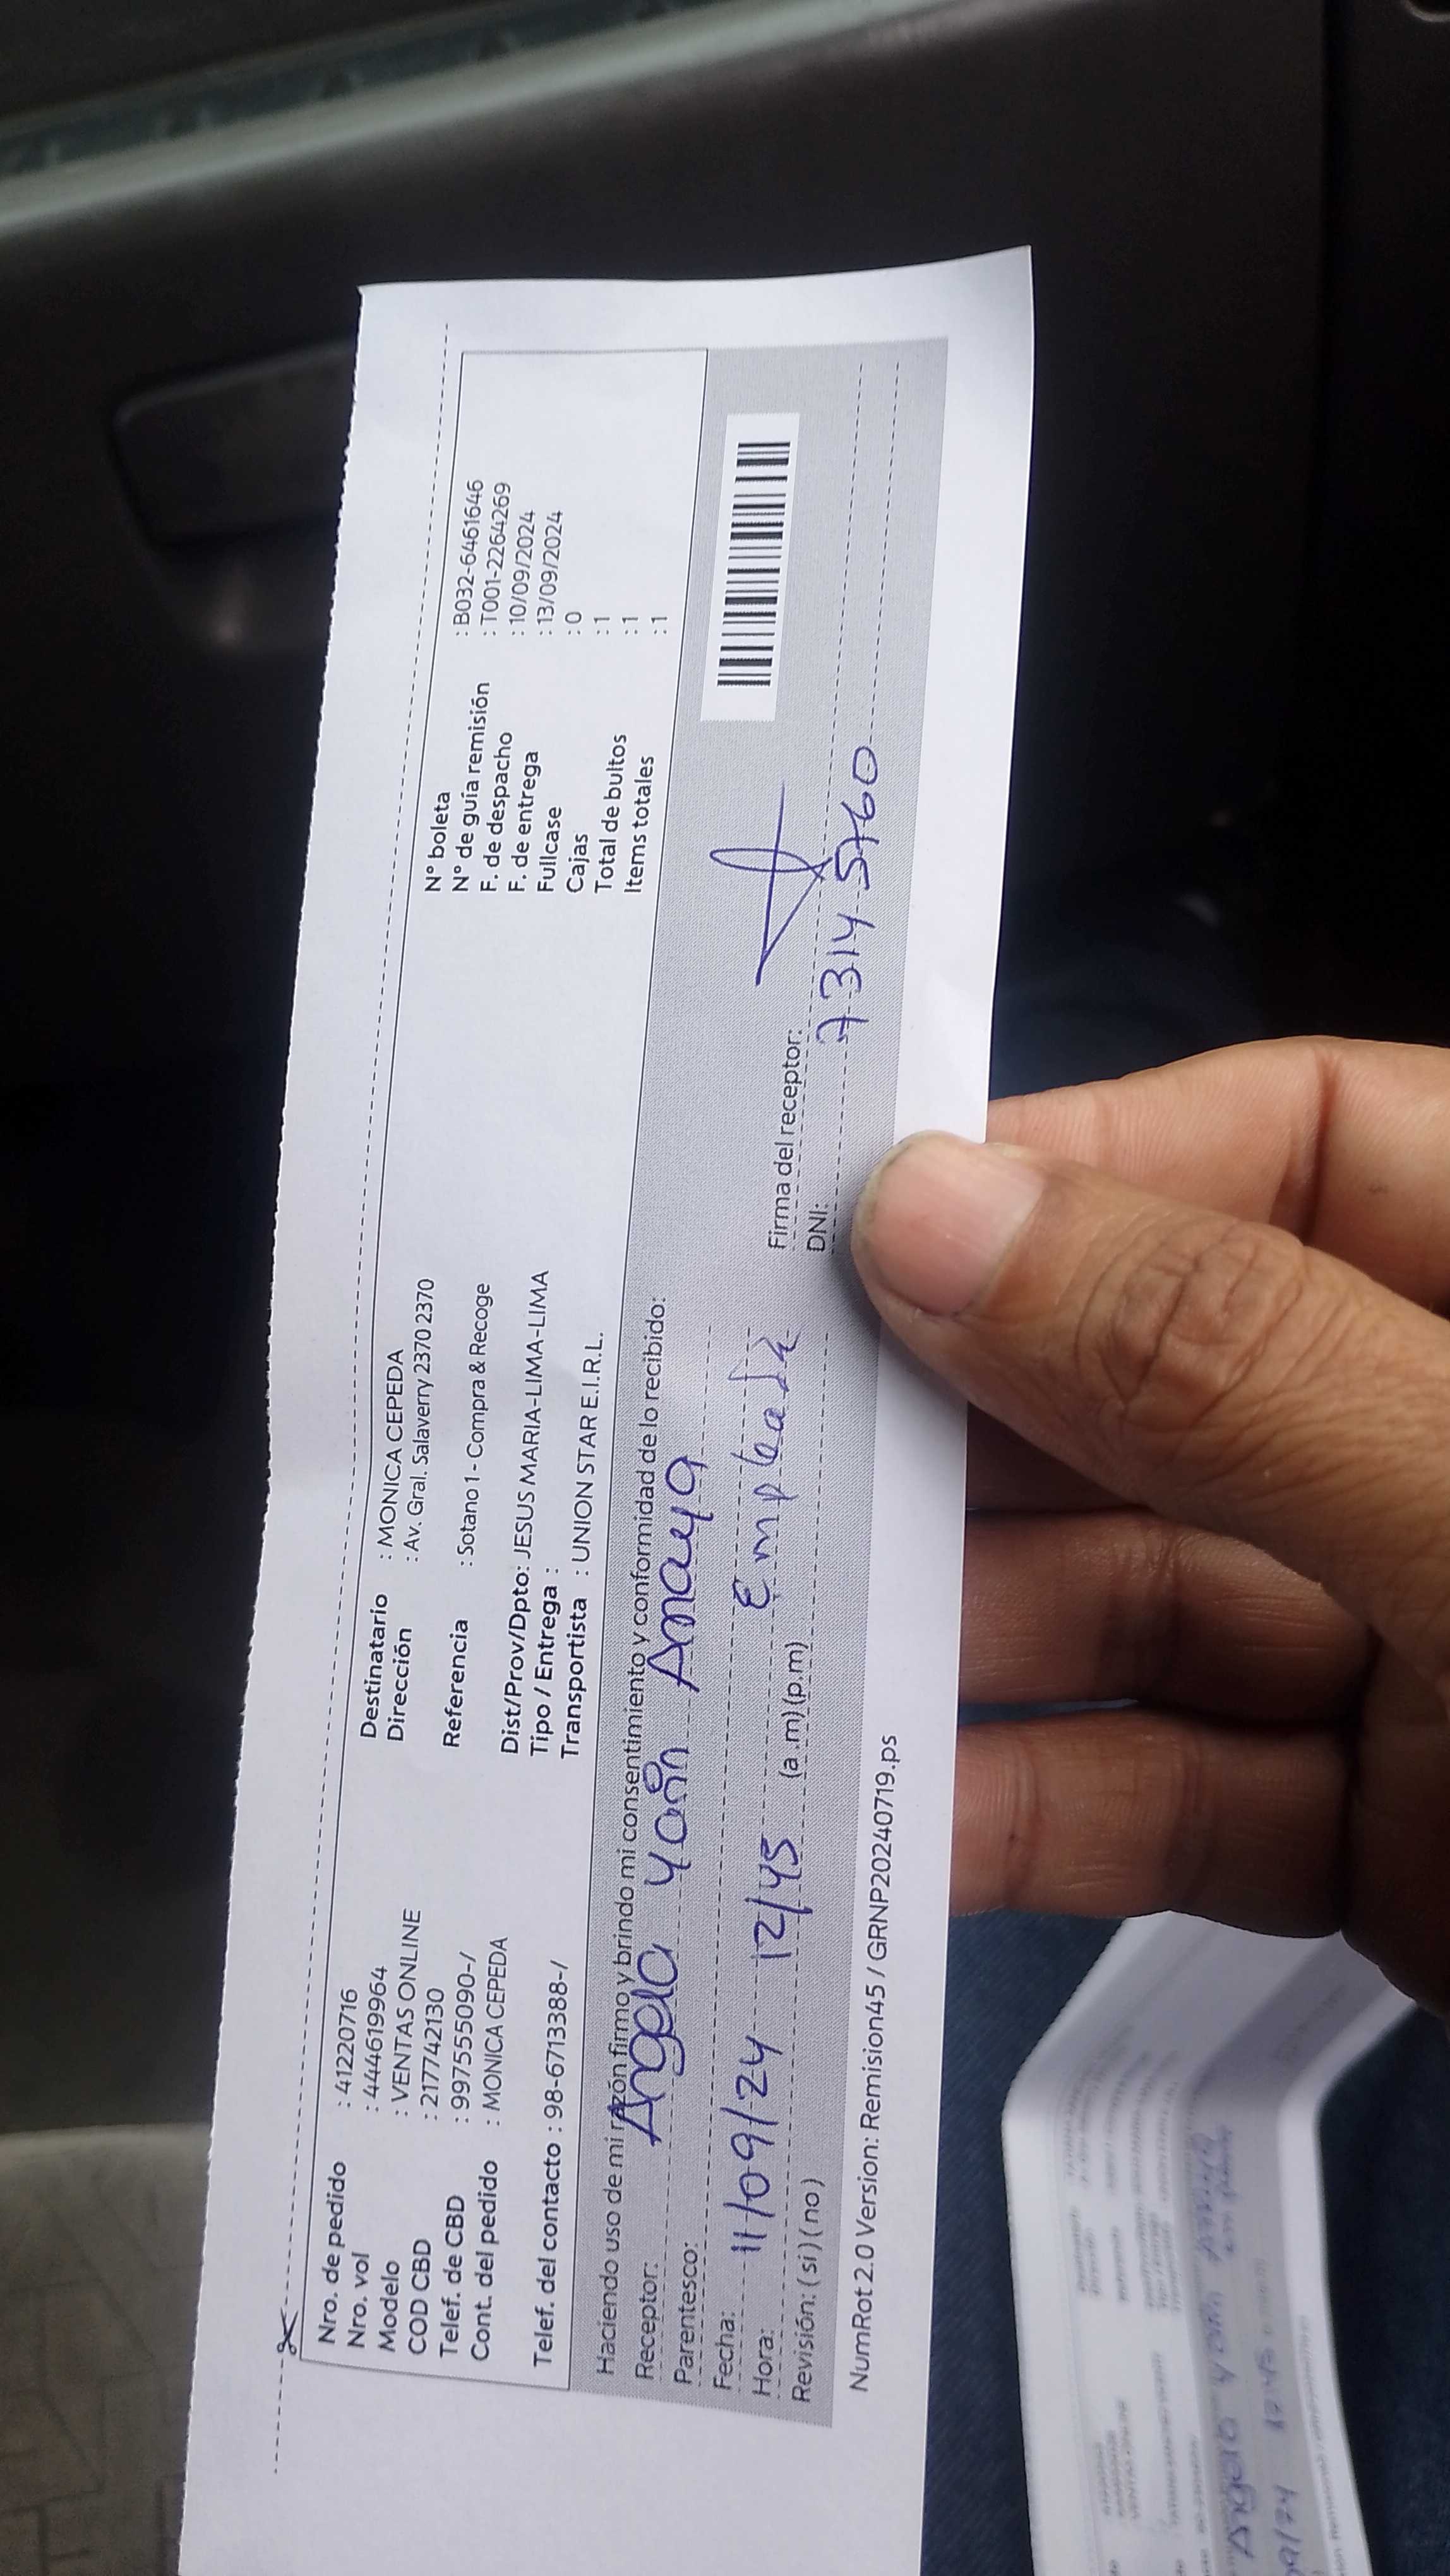 Nro. de pedido : 41220716
Nro. vol : 4446199​64
Modelo : VENTAS ONLINE
COD CBD : 2177742130
Telef. de CBD : 997555090-/
Cont. del pedido : MONICA CEPEDA
Telef. del contacto : 98-6713388-/
Destinatario : MONICA CEPEDA
Dirección : Av. Gral. Salaverry 2370 2370
Referencia : Sotano 1 - Compra & Recoge
Dist/Prov/Dpto: JESUS MARIA-LIMA-LIMA
Tipo / Entrega :
Transportista : UNION STAR E.I.R.L.
N° boleta : B032-6461646
N° de guía remisión : T001-2264269
F. de despacho : 10/09/2024
F. de entrega : 13/09/2024
Fullcase : 0
Cajas : 1
Total de bultos : 1
Items totales : 1
Haciendo uso de mi razón firmo y brindo mi consentimiento y conformidad de lo recibido:
Receptor: Angela Amaya
Parentesco: Empleada
Fecha: 11/09/24
Hora: 12/45 (a.m) (p.m)
Revisión: (si) (no)
Firma del receptor:
DNI: 73145760
NumRot 2.0 Version: Remision45 / GRNP20240719.ps